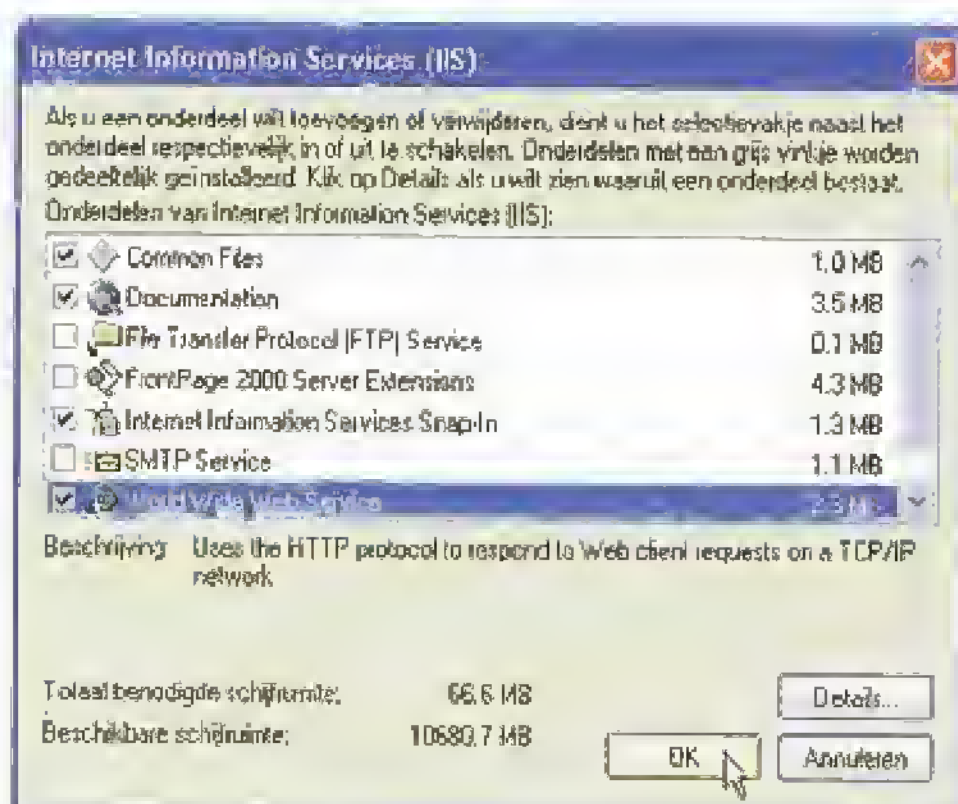 Internet Information Services (IIS)
Als u een onderdeel wilt toevoegen of verwijderen, dient u het selectievakje naast het
onderdeel respectievelijk in of uit te schakelen. Onderdelen met een grijs vinkje worden
gedeeltelijk geïnstalleerd. Klik op Details als u wilt zien waaruit een onderdeel bestaat.
Onderdelen van Internet Information Services (IIS):
Common Files 1.0 MB
Documentation 3.5 MB
File Transfer Protocol (FTP) Service 0.1 MB
FrontPage 2000 Server Extensions 4.3 MB
Internet Information Services Snap-In 1.3 MB
SMTP Service 1.1 MB
World Wide Web Service 2.3 MB
Beschrijving: Uses the HTTP protocol to respond to Web client requests on a TCP/IP
network
Totaal benodigde schijfruimte: 66.6 MB
Details...
Beschikbare schijfruimte: 10680.7 MB
OK
Annuleren